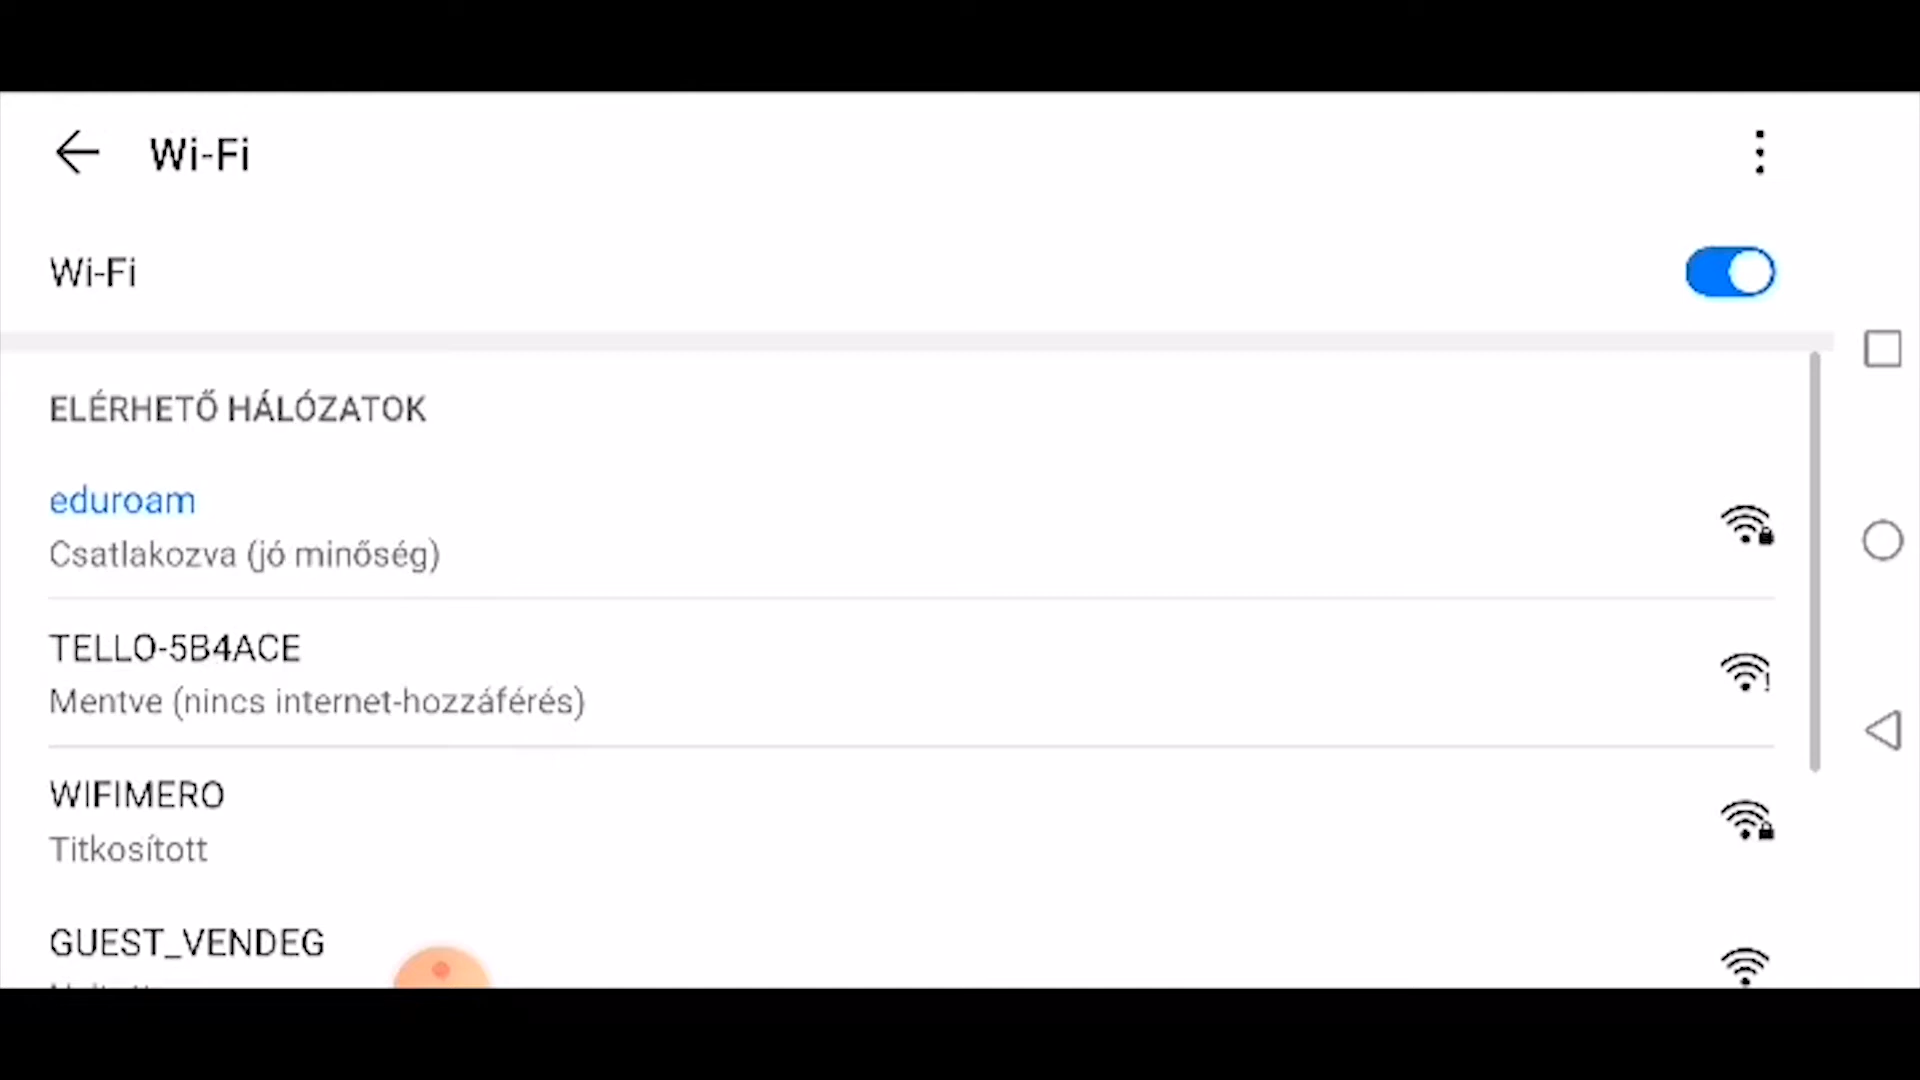 Wi-Fi
Wi-Fi
ELÉRHETŐ HÁLÓZATOK
eduroam
Csatlakozva (jó minőség)
TELLO-5B4ACE
Mentve (nincs internet-hozzáférés)
WIFIMERO
Titkosított
GUEST_VENDEG